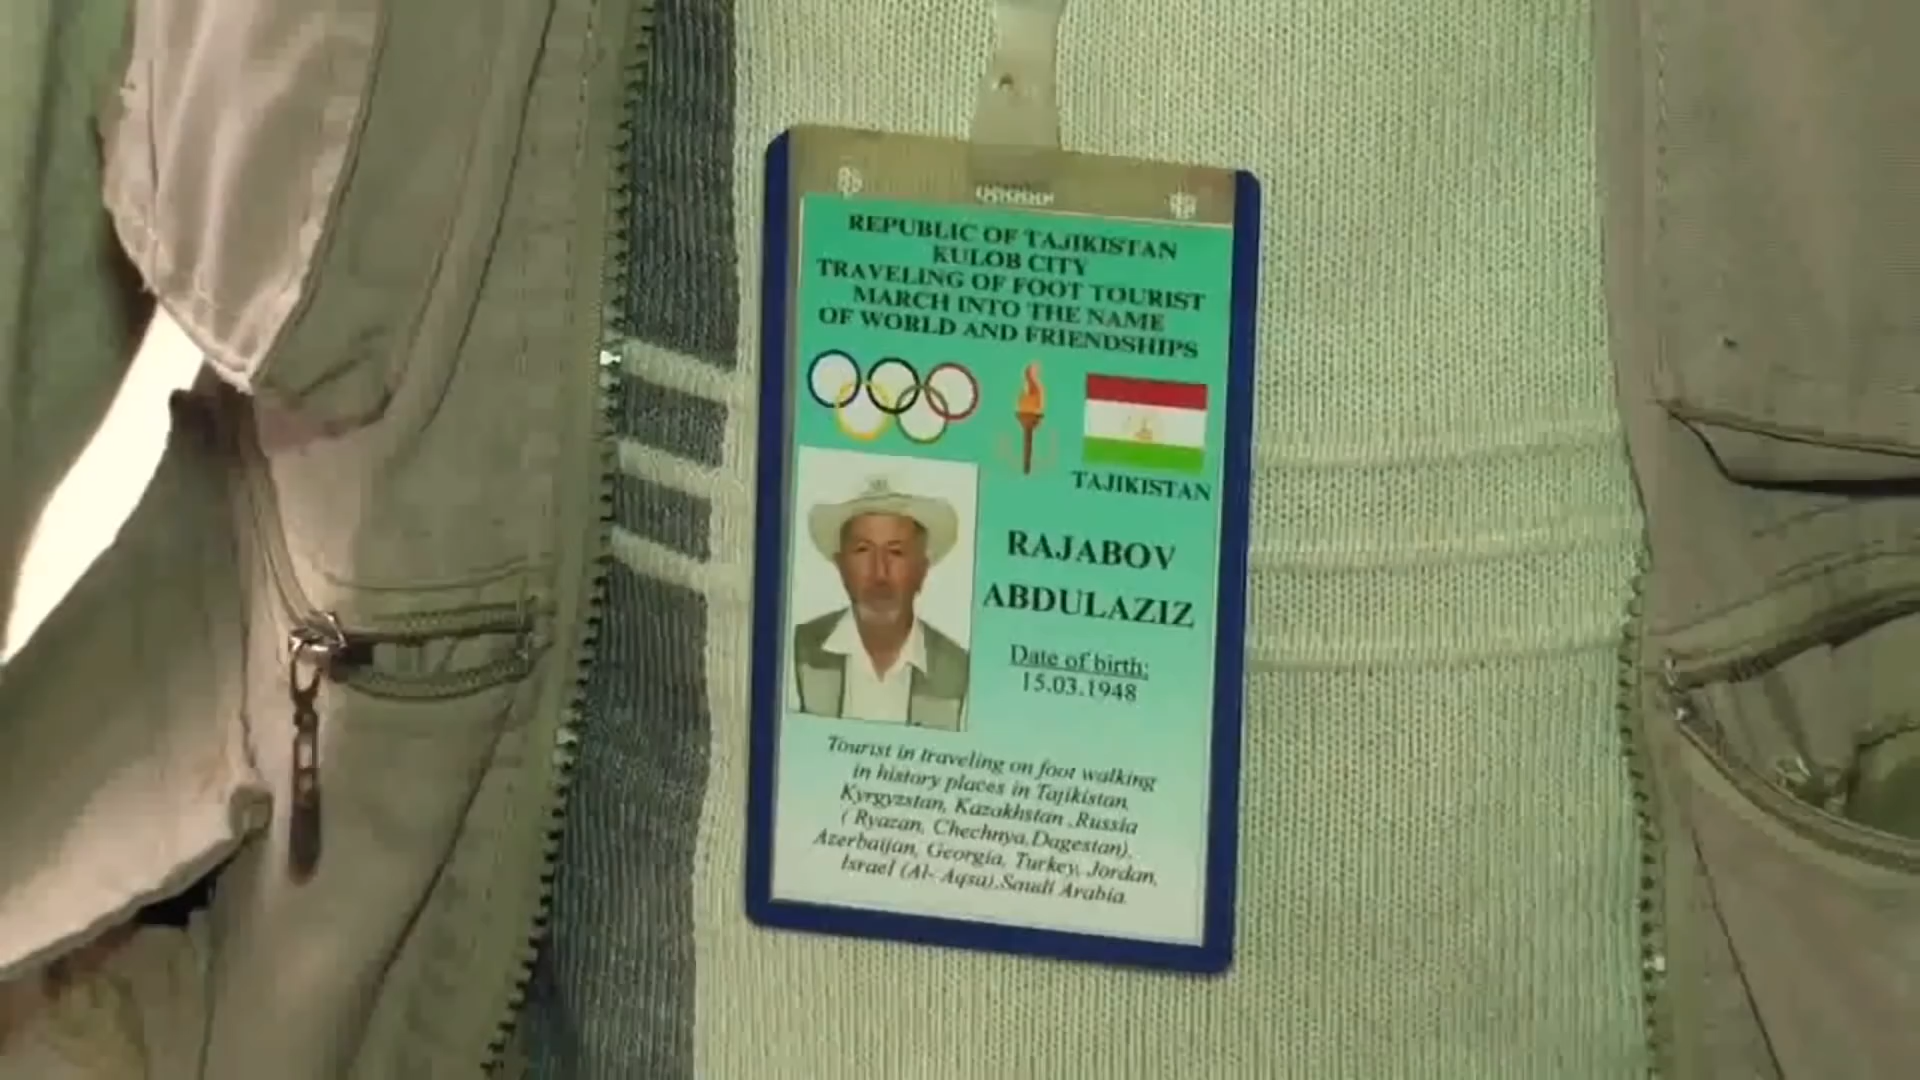 REPUBLIC OF TAJIKISTAN
KULOB CITY
TRAVELING OF FOOT TOURIST
MARCH INTO THE NAME
OF WORLD AND FRIENDSHIPS
TAJIKISTAN
RAJABOV
ABDULAZIZ
Date of birth:
15.03.1948
Tourist in traveling on foot walking
in history places in Tajikistan,
Kyrgyzstan, Kazakhstan ,Russia
( Ryazan, Chechnya,Dagestan),
Azerbaijan, Georgia, Turkey, Jordan,
Israel (Al- Aqsa),Saudi Arabia.